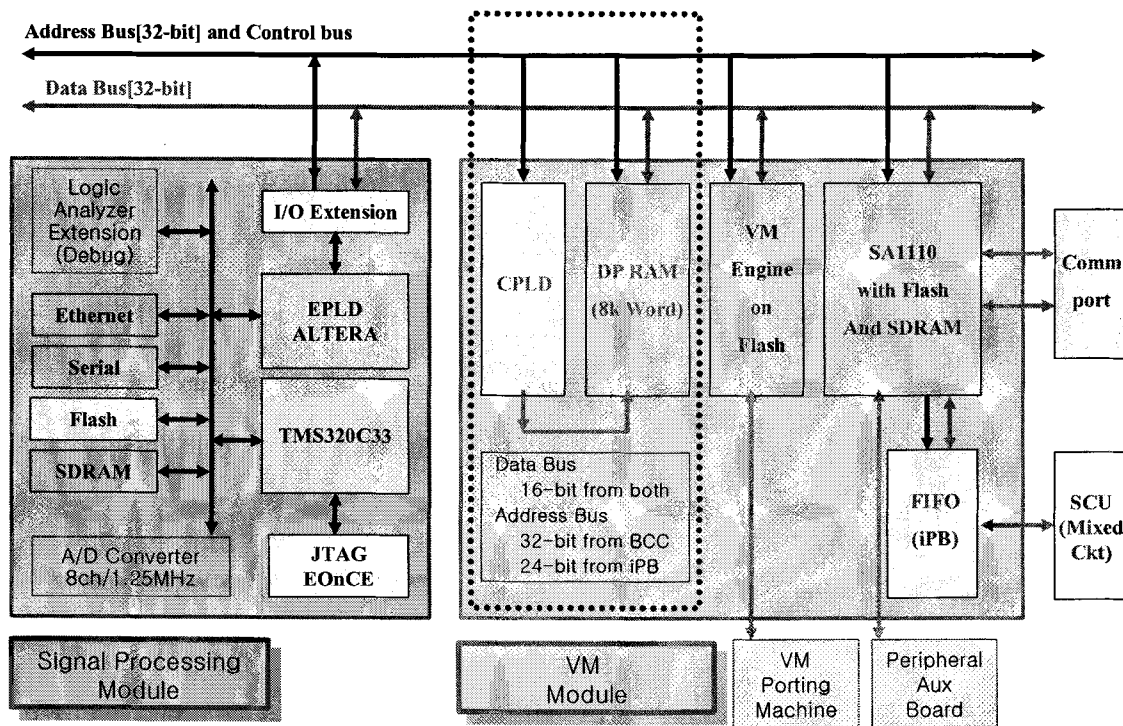 Address Bus[32-bit] and Control bus
Data Bus[32-bit]
Logic
Analyzer
Extension
(Debug)
I/O Extension
Ethernet
EPLD
ALTERA
Serial
Flash
TMS320C33
SDRAM
A/D Converter
8ch/1.25MHz
JTAG
EOnCE
Signal Processing
Module
CPLD
DP RAM
(8k Word)
VM
Engine
on
Flash
SA1110
with Flash
And SDRAM
Comm
port
Data Bus
16-bit from both
Address Bus
32-bit from BCC
24-bit from iPB
FIFO
(iPB)
SCU
(Mixed
Ckt)
VM
Module
VM
Porting
Machine
Peripheral
Aux
Board